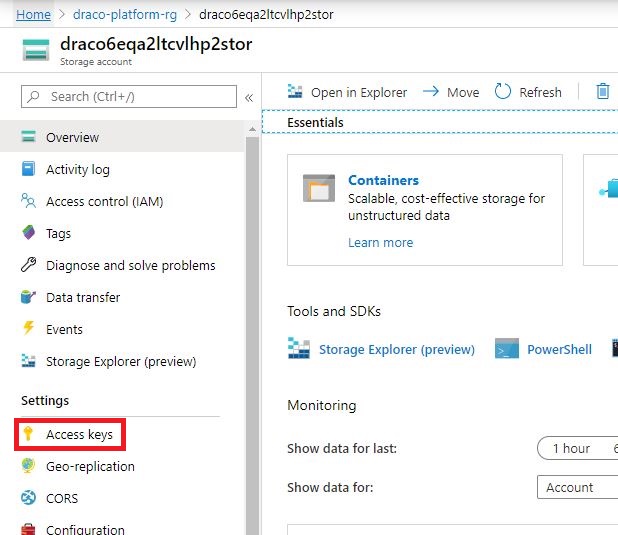 Home > draco-platform-rg > draco6eqa2ltcvlhp2stor
draco6eqa2ltcvlhp2stor
Storage account
Search (Ctrl+/)
«
Open in Explorer
Move
Refresh
Essentials
Overview
Activity log
Access control (IAM)
Tags
Diagnose and solve problems
Data transfer
Events
Storage Explorer (preview)
Settings
Access keys
Geo-replication
CORS
Configuration
Containers
Scalable, cost-effective storage for
unstructured data
Learn more
Tools and SDKs
Storage Explorer (preview)
PowerShell
Monitoring
Show data for last:
1 hour
Show data for:
Account